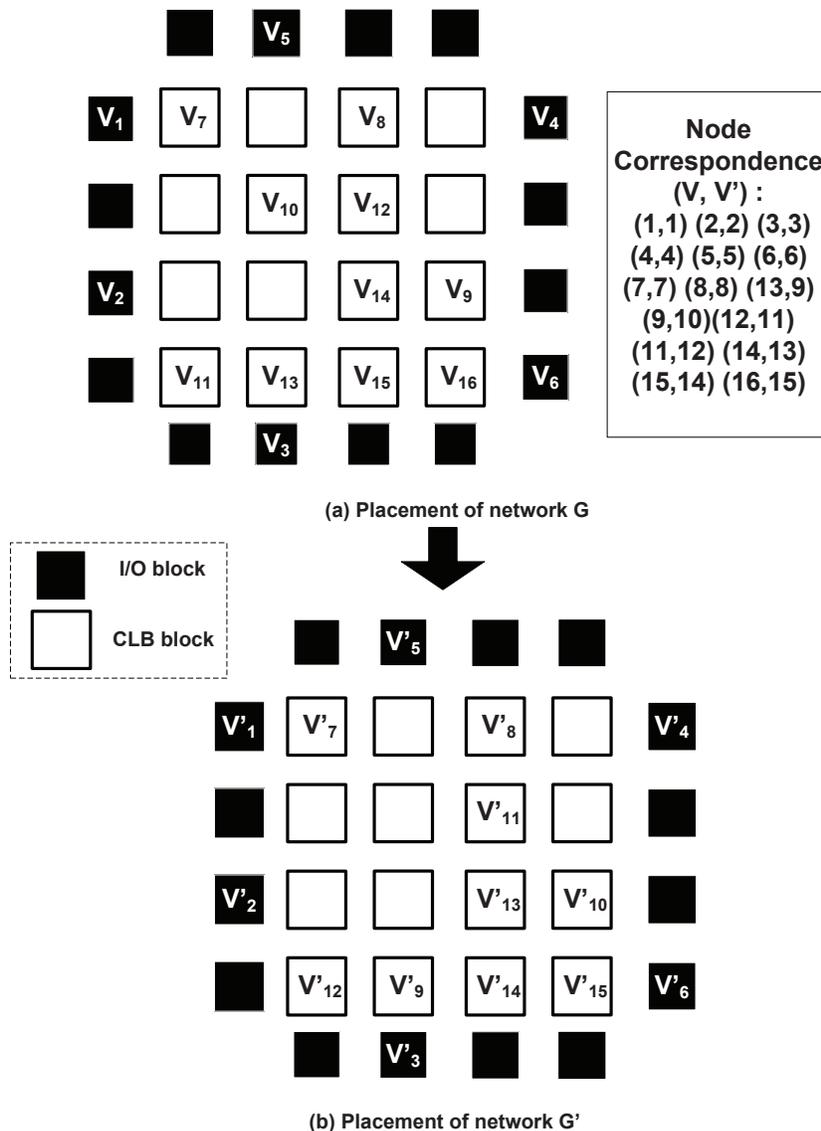 V5
V1 V7 V8 V4
V10 V12
V2 V14 V9
V11 V13 V15 V16 V6
V3
Node
Correspondence
(V, V’) :
(1,1) (2,2) (3,3)
(4,4) (5,5) (6,6)
(7,7) (8,8) (13,9)
(9,10)(12,11)
(11,12) (14,13)
(15,14) (16,15)
(a) Placement of network G
I/O block
CLB block
V’5
V’1 V’7 V’8 V’4
V’11
V’2 V’13 V’10
V’12 V’9 V’14 V’15 V’6
V’3
(b) Placement of network G’